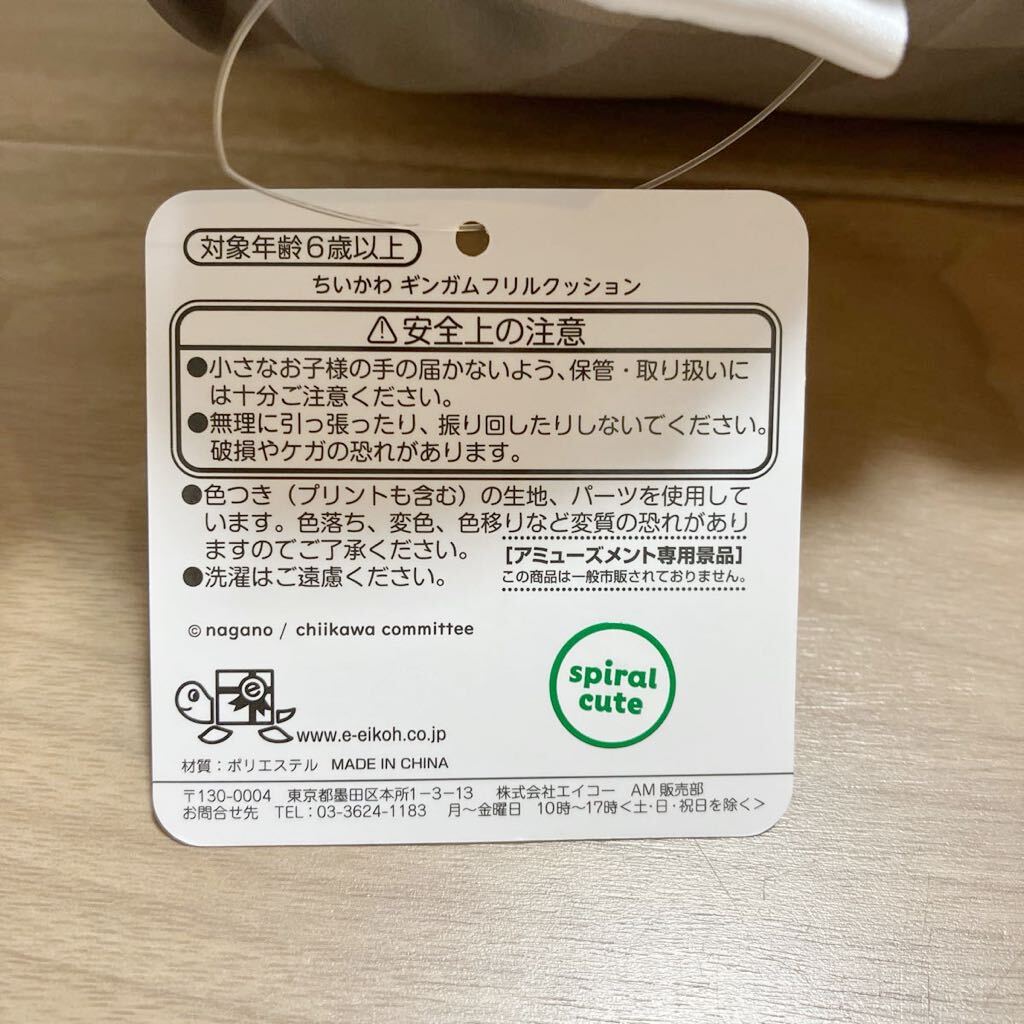 対象年齢6歳以上
ちいかわ ギンガムフリルクッション
⚠安全上の注意
●小さなお子様の手の届かないよう、保管・取り扱いに
は十分ご注意ください。
●無理に引っ張ったり、振り回したりしないでください。
破損やケガの恐れがあります。
●色つき（プリントも含む）の生地、パーツを使用して
います。色落ち、変色、色移りなど変質の恐れがあり
ますのでご了承ください。
●洗濯はご遠慮ください。
[アミューズメント専用景品]
この商品は一般市販されておりません。
©nagano / chiikawa committee
spiral
cute
e
www.e-eikoh.co.jp
材質：ポリエステル MADE IN CHINA
〒130-0004 東京都墨田区本所1-3-13 株式会社エイコー AM販売部
お問合せ先 TEL：03-3624-1183 月〜金曜日 10時〜17時＜土・日・祝日を除く＞